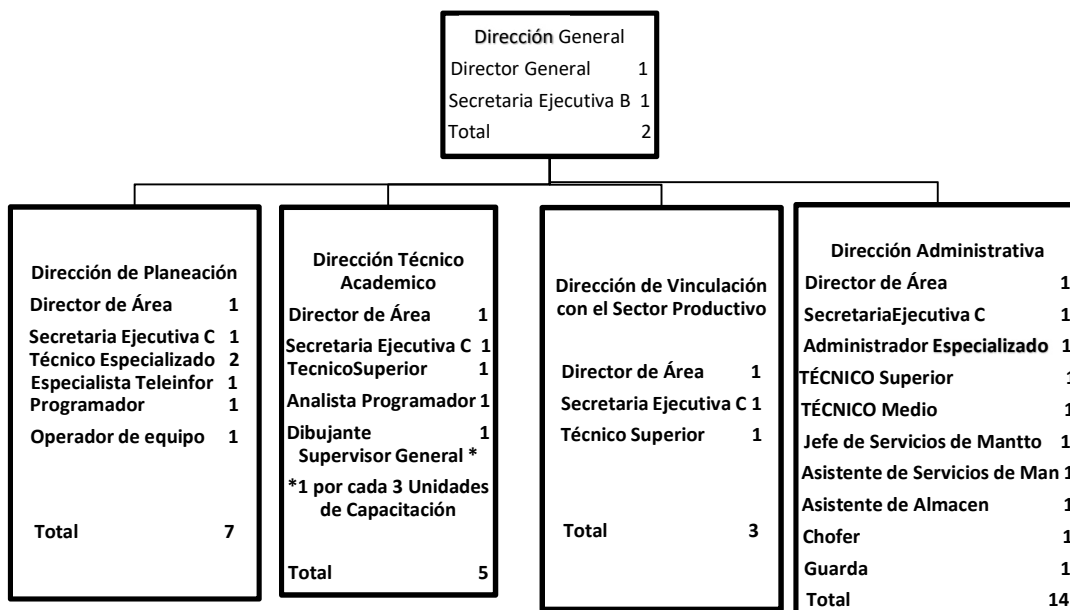 Dirección General
Director General 1
Secretaria Ejecutiva B 1
Total 2
Dirección de Planeación
Director de Área 1
Secretaria Ejecutiva C 1
Técnico Especializado 2
Especialista Teleinfor 1
Programador 1
Operador de equipo 1
Total 7
Dirección Técnico
Academico
Director de Área 1
Secretaria Ejecutiva C 1
TecnicoSuperior 1
Analista Programador 1
Dibujante 1
Supervisor General *
*1 por cada 3 Unidades
de Capacitación
Total 5
Dirección de Vinculación
con el Sector Productivo
Director de Área 1
Secretaria Ejecutiva C 1
Técnico Superior 1
Total 3
Dirección Administrativa
Director de Área 1
SecretariaEjecutiva C 1
Administrador Especializado 1
TÉCNICO Superior 1
TÉCNICO Medio 1
Jefe de Servicios de Mantto 1
Asistente de Servicios de Man 1
Asistente de Almacen 1
Chofer 1
Guarda 1
Total 14